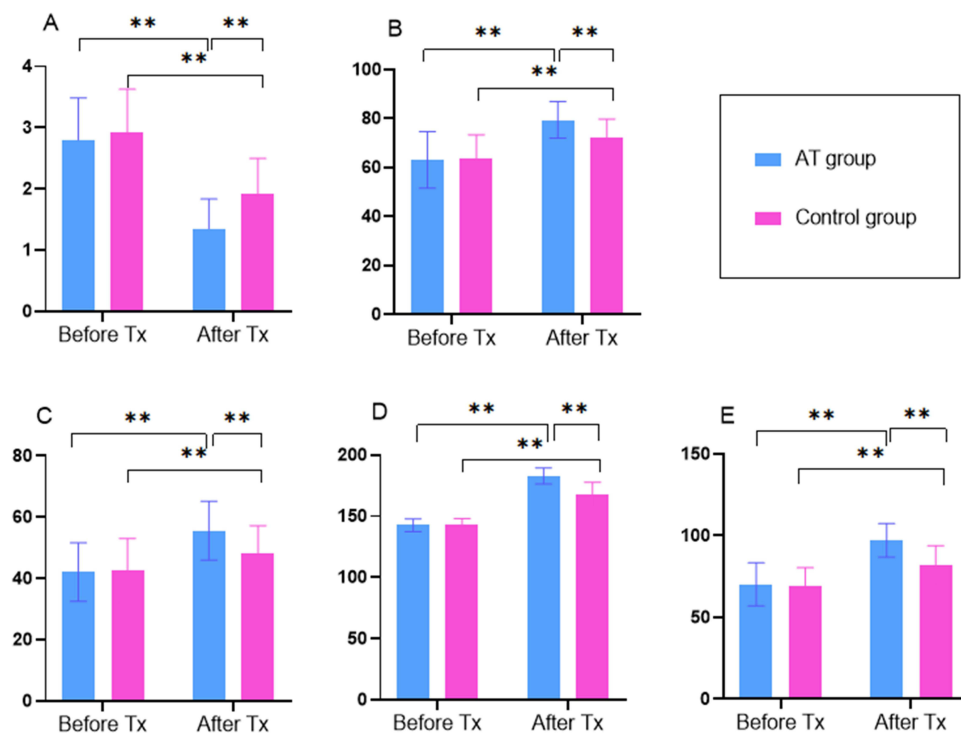 A
** **
**
4
3
2
1
0
Before Tx After Tx
B
** **
**
100
80
60
40
20
0
Before Tx After Tx
AT group
Control group
C
** **
**
80
60
40
20
0
Before Tx After Tx
D
** **
**
200
150
100
50
0
Before Tx After Tx
E
** **
**
150
100
50
0
Before Tx After Tx